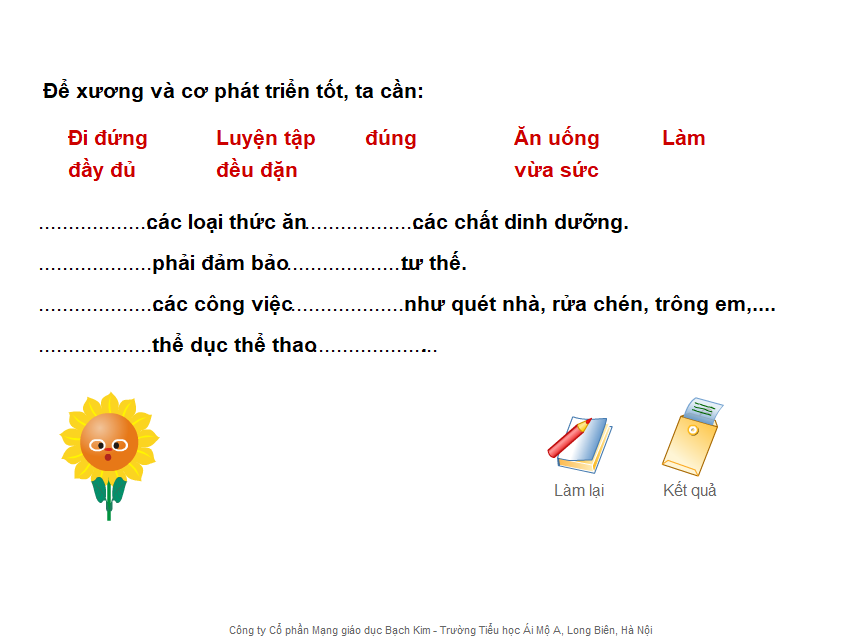 Để xương và cơ phát triển tốt, ta cần:
Đi đứng Luyện tập đúng Ăn uống Làm
đầy đủ đều đặn vừa sức
....................các loại thức ăn....................các chất dinh dưỡng.
...................phải đảm bảo....................tư thế.
....................các công việc...................như quét nhà, rửa chén, trông em,....
...................thể dục thể thao.....................
Làm lại Kết quả
Công ty Cổ phần Mạng giáo dục Bạch Kim - Trường Tiểu học Ái Mộ A, Long Biên, Hà Nội